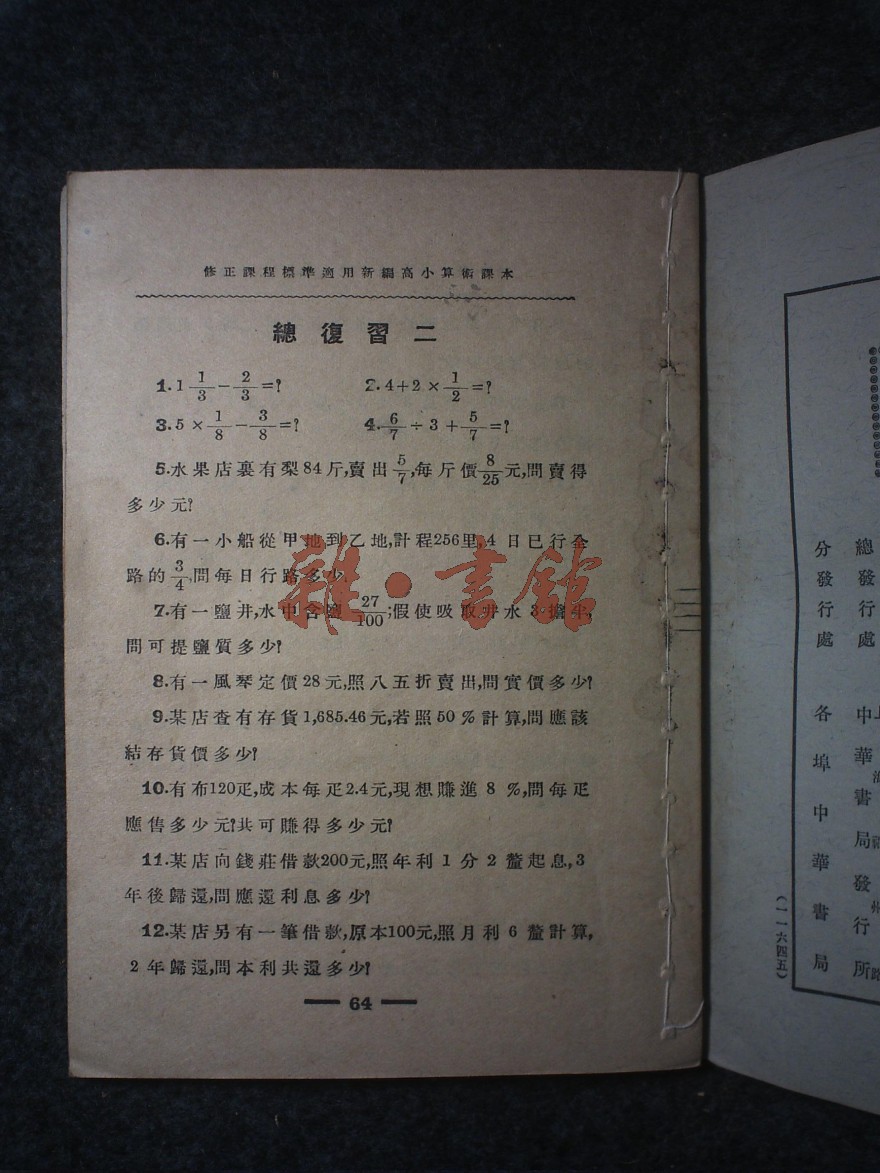 修正課程標準適用新編高小算術課本
總復習二
1. 1 1/3 - 2/3 =?
2. 4+2 × 1/2 =?
3. 5 × 1/8 - 3/8 =?
4. 6/7 ÷ 3 + 5/7 =?
5.水果店裏有梨84斤,賣出5/7,每斤價8/25元,問賣得
多少元?
6.有一小船從甲地到乙地,計程256里,4日已行全
路的3/4,問每日行路多少
7.有一鹽井,水中含鹽27/100;假使吸取井水3擔半,
問可提鹽質多少?
8.有一風琴定價28元,照八五折賣出,問實價多少?
9.某店查有存貨1,685.46元,若照50%計算,問應該
結存貨價多少?
10.有布120疋,成本每疋2.4元,現想賺進8%,問每疋
應售多少元?共可賺得多少元?
11.某店向錢莊借款200元,照年利1分2釐起息,3
年後歸還,問應還利息多少?
12.某店另有一筆借款,原本100元,照月利6釐計算,
2年歸還,問本利共還多少?
64
雜·書館
總發行處
中華書局發行所
分發行處
各埠中華書局
(一一六四五)